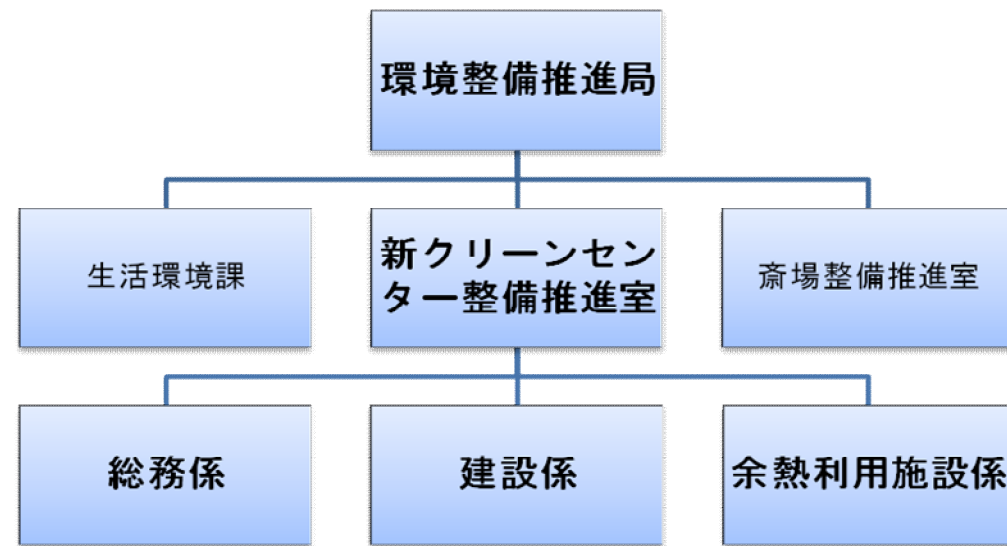 環境整備推進局
生活環境課
新クリーンセン
ター整備推進室
斎場整備推進室
総務係
建設係
余熱利用施設係